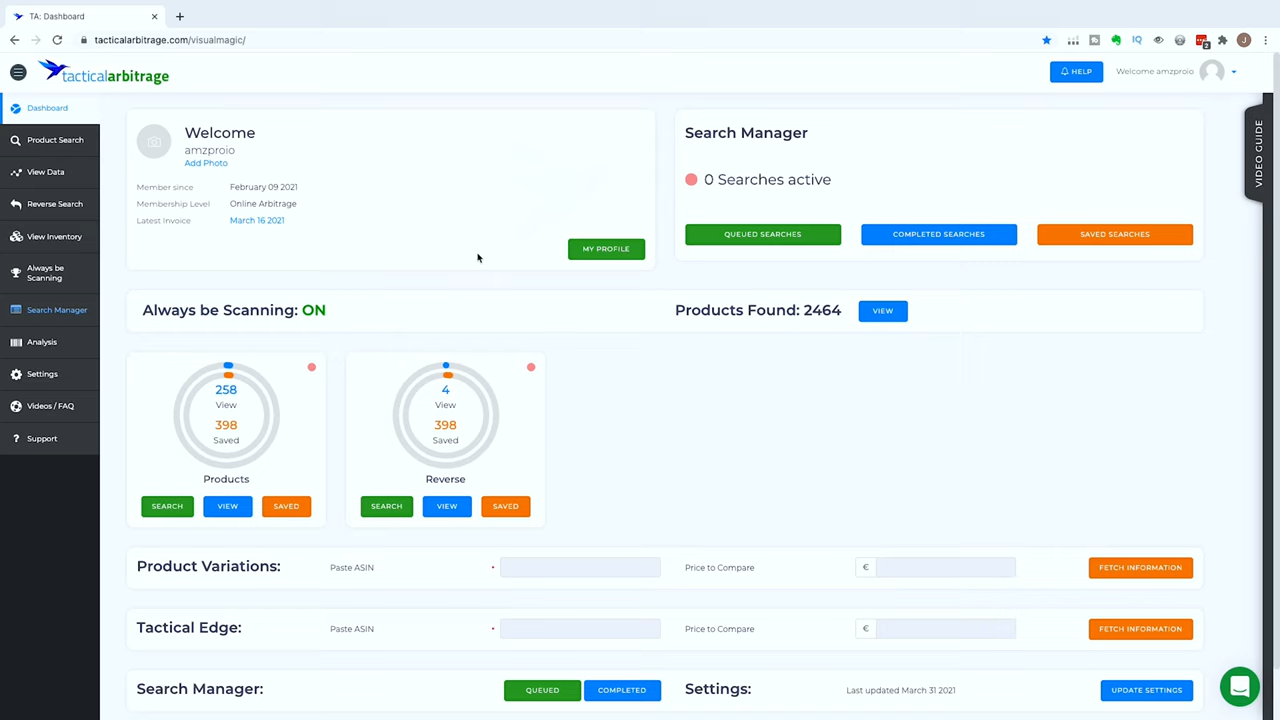 TA: Dashboard
tacticalarbitrage.com/visualmagic/
IQ
2
J
tacticalarbitrage
HELP
Welcome amzproio
Dashboard
Product Search
View Data
Reverse Search
View Inventory
Always be
Scanning
Search Manager
Analysis
Settings
Videos / FAQ
Support
Welcome
amzproio
Add Photo
Member since February 09 2021
Membership Level Online Arbitrage
Latest Invoice March 16 2021
MY PROFILE
Search Manager
0 Searches active
QUEUED SEARCHES COMPLETED SEARCHES SAVED SEARCHES
VIDEO GUIDE
Always be Scanning: ON
Products Found: 2464 VIEW
258
View
398
Saved
Products
SEARCH VIEW SAVED
4
View
398
Saved
Reverse
SEARCH VIEW SAVED
Product Variations: Paste ASIN * Price to Compare € FETCH INFORMATION
Tactical Edge: Paste ASIN * Price to Compare € FETCH INFORMATION
Search Manager: QUEUED COMPLETED
Settings: Last updated March 31 2021 UPDATE SETTINGS